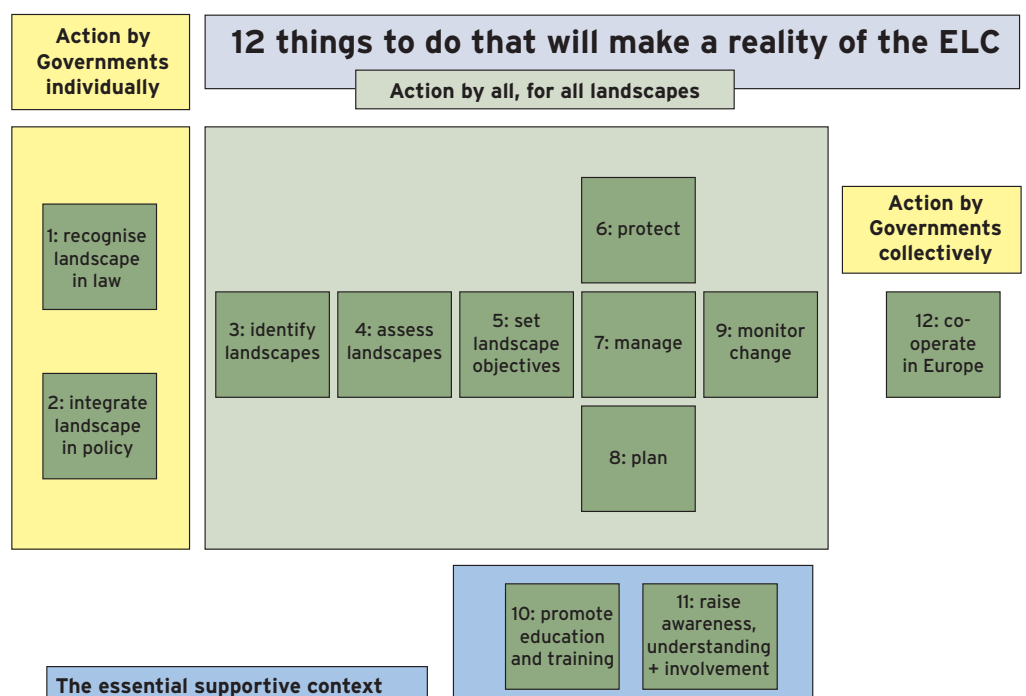 Action by
Governments
individually
12 things to do that will make a reality of the ELC
Action by all, for all landscapes
1: recognise
landscape
in law
2: integrate
landscape
in policy
3: identify
landscapes
4: assess
landscapes
5: set
landscape
objectives
6: protect
7: manage
8: plan
9: monitor
change
Action by
Governments
collectively
12: co-
operate
in Europe
10: promote
education
and training
11: raise
awareness,
understanding
+ involvement
The essential supportive context